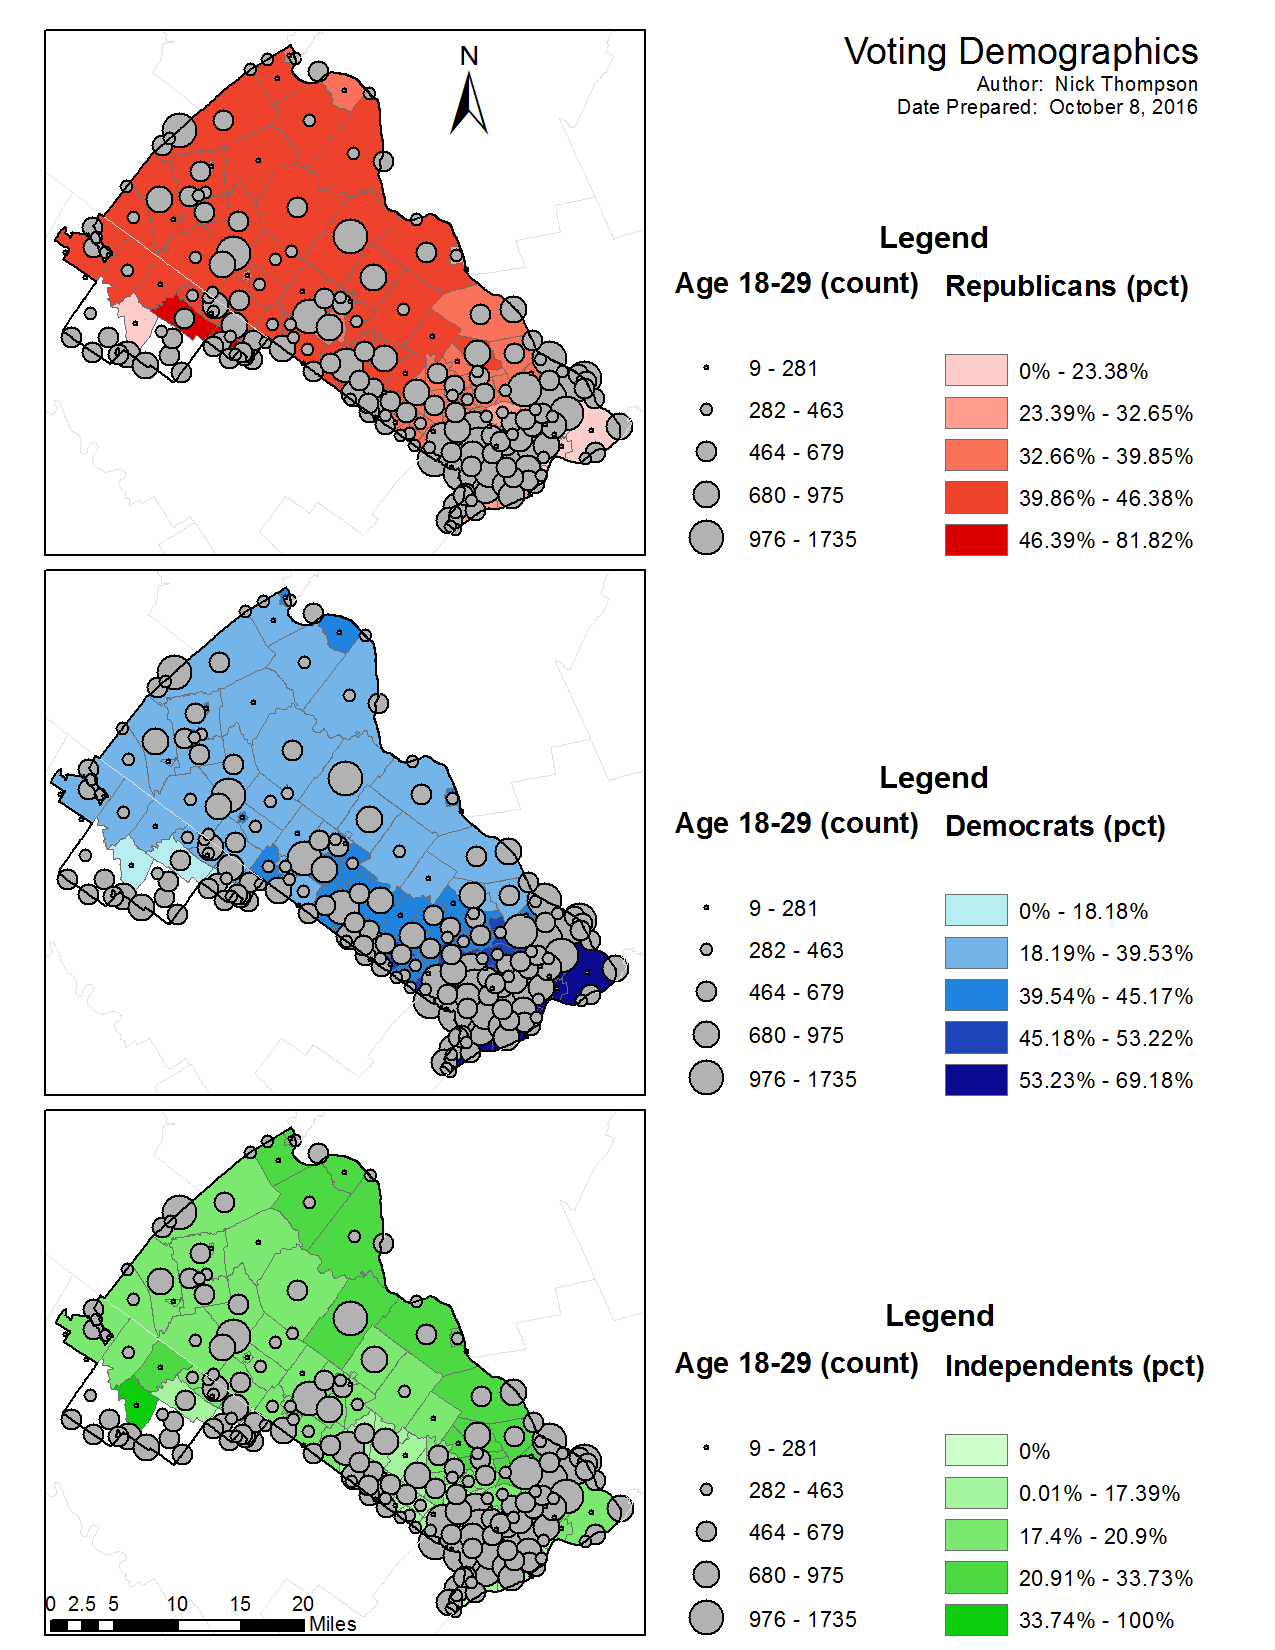 Voting Demographics
Author:  Nick Thompson
Date Prepared:  October 8, 2016
N
Legend
Age 18-29 (count)
Republicans (pct)
9 - 281
282 - 463
464 - 679
680 - 975
976 - 1735
0% - 23.38%
23.39% - 32.65%
32.66% - 39.85%
39.86% - 46.38%
46.39% - 81.82%
Legend
Age 18-29 (count)
Democrats (pct)
9 - 281
282 - 463
464 - 679
680 - 975
976 - 1735
0% - 18.18%
18.19% - 39.53%
39.54% - 45.17%
45.18% - 53.22%
53.23% - 69.18%
Legend
Age 18-29 (count)
Independents (pct)
9 - 281
282 - 463
464 - 679
680 - 975
976 - 1735
0%
0.01% - 17.39%
17.4% - 20.9%
20.91% - 33.73%
33.74% - 100%
0 2.5 5 10 15 20
Miles